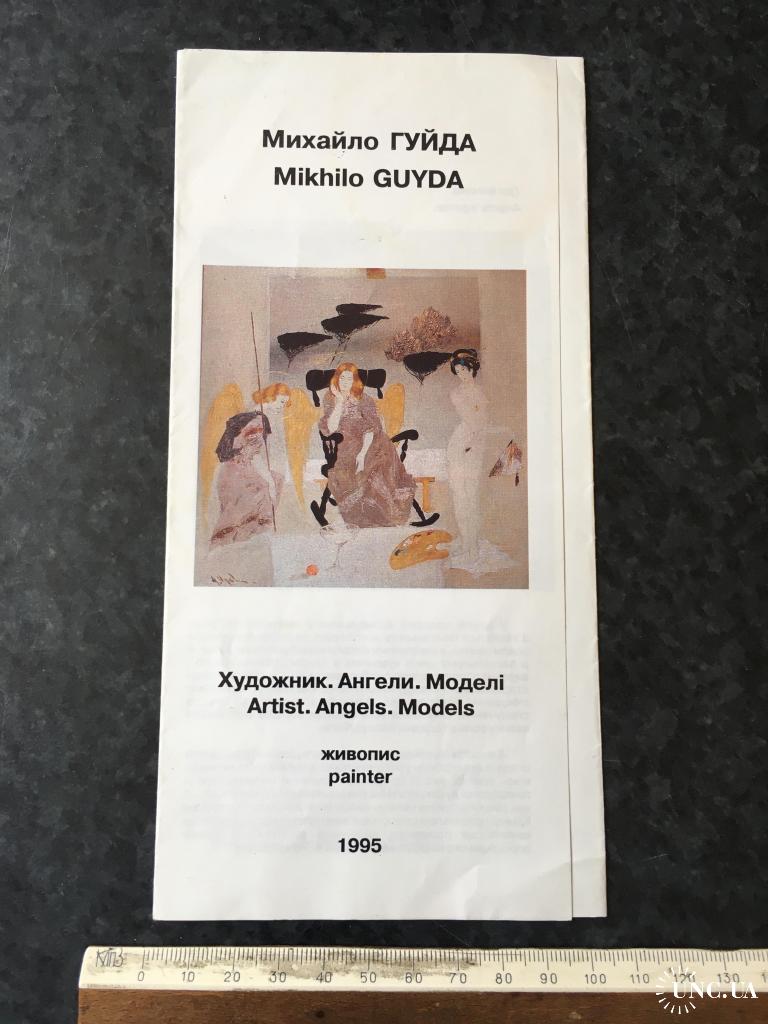 Михайло ГУЙДА
Mikhilo GUYDA
Художник. Ангели. Моделі
Artist. Angels. Models
живопис
painter
1995
КПЗ
0 10 20 30 40 50 60 70 80 90 100 110 120 130
UNC.UA